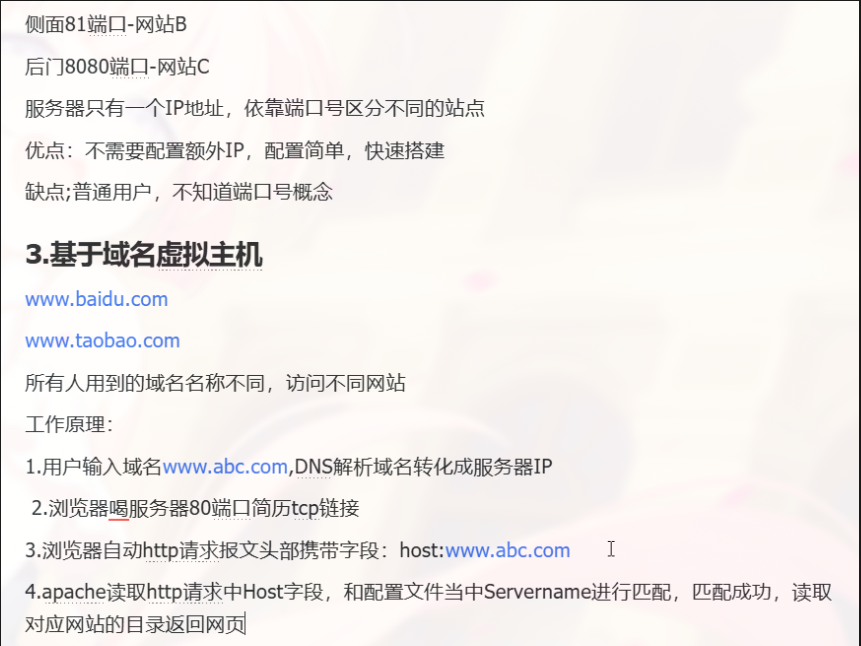 侧面81端口-网站B
后门8080端口-网站C
服务器只有一个IP地址，依靠端口号区分不同的站点
优点：不需要配置额外IP，配置简单，快速搭建
缺点;普通用户，不知道端口号概念
3.基于域名虚拟主机
www.baidu.com
www.taobao.com
所有人用到的域名名称不同，访问不同网站
工作原理：
1.用户输入域名www.abc.com,DNS解析域名转化成服务器IP
2.浏览器喝服务器80端口简历tcp链接
3.浏览器自动http请求报文头部携带字段：host:www.abc.com
4.apache读取http请求中Host字段，和配置文件当中Servername进行匹配，匹配成功，读取
对应网站的目录返回网页